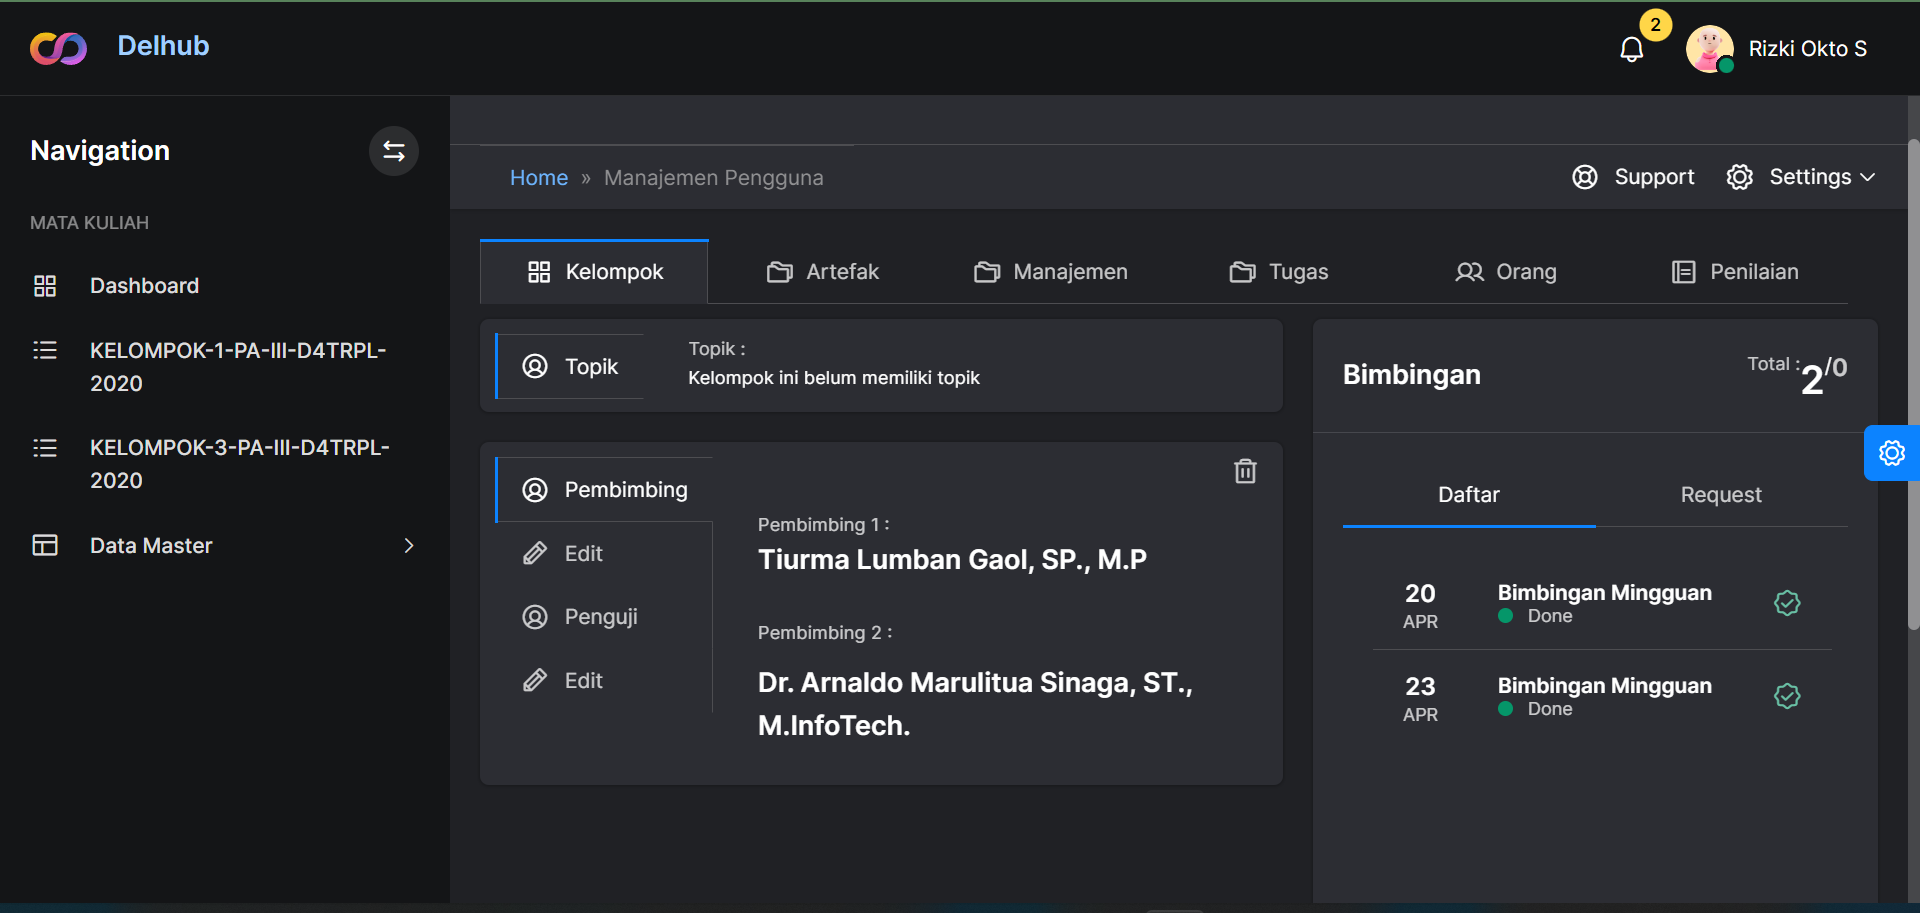 Delhub
2
Rizki Okto S
Navigation
MATA KULIAH
Dashboard
KELOMPOK-1-PA-III-D4TRPL-
2020
KELOMPOK-3-PA-III-D4TRPL-
2020
Data Master
Home » Manajemen Pengguna
Support
Settings
Kelompok
Artefak
Manajemen
Tugas
Orang
Penilaian
Topik
Topik :
Kelompok ini belum memiliki topik
Pembimbing
Edit
Penguji
Edit
Pembimbing 1 :
Tiurma Lumban Gaol, SP., M.P
Pembimbing 2 :
Dr. Arnaldo Marulitua Sinaga, ST.,
M.InfoTech.
Bimbingan
Total : 2/0
Daftar
Request
20
APR
Bimbingan Mingguan
Done
23
APR
Bimbingan Mingguan
Done